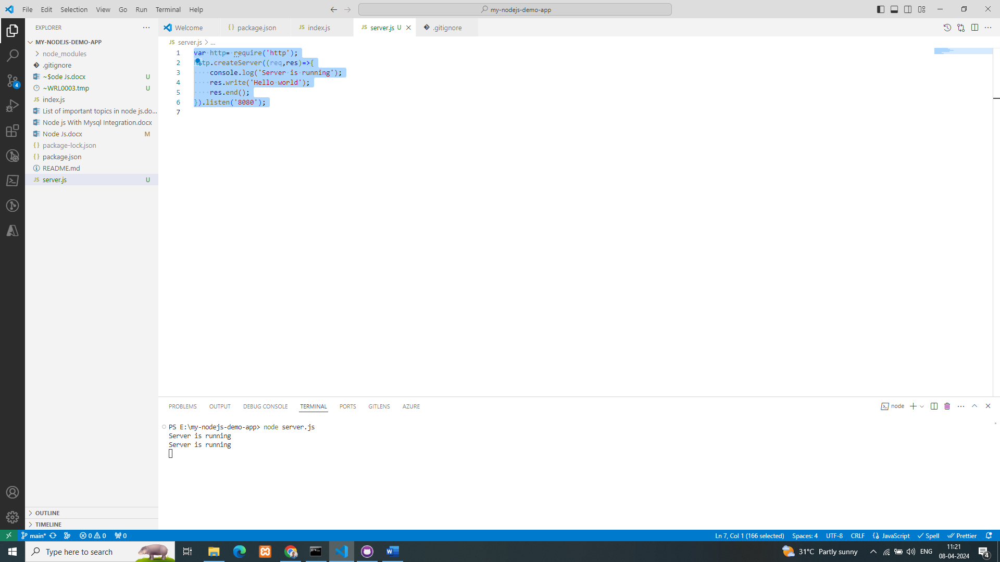 File Edit Selection View Go Run Terminal Help
my-nodejs-demo-app
EXPLORER
MY-NODEJS-DEMO-APP
node_modules
.gitignore
~$ode Js.docx U
~WRL0003.tmp U
JS index.js
List of important topics in node js.do...
Node js With Mysql Integration.docx
Node Js.docx M
{} package-lock.json
{} package.json
README.md
JS server.js U
OUTLINE
TIMELINE
4
Welcome
{} package.json
JS index.js
JS server.js U
.gitignore
JS server.js > ...
1 var http= require('http');
2 http.createServer((req,res)=>{
3 console.log('Server is running');
4 res.write('Hello world');
5 res.end();
6 }).listen('8080');
7
PROBLEMS OUTPUT DEBUG CONSOLE TERMINAL PORTS GITLENS AZURE
node
PS E:\my-nodejs-demo-app> node server.js
Server is running
Server is running
main* 0 0 0
Ln 7, Col 1 (166 selected) Spaces: 4 UTF-8 CRLF {} JavaScript Spell Prettier
Type here to search
31°C Partly sunny
ENG
11:21
08-04-2024
4